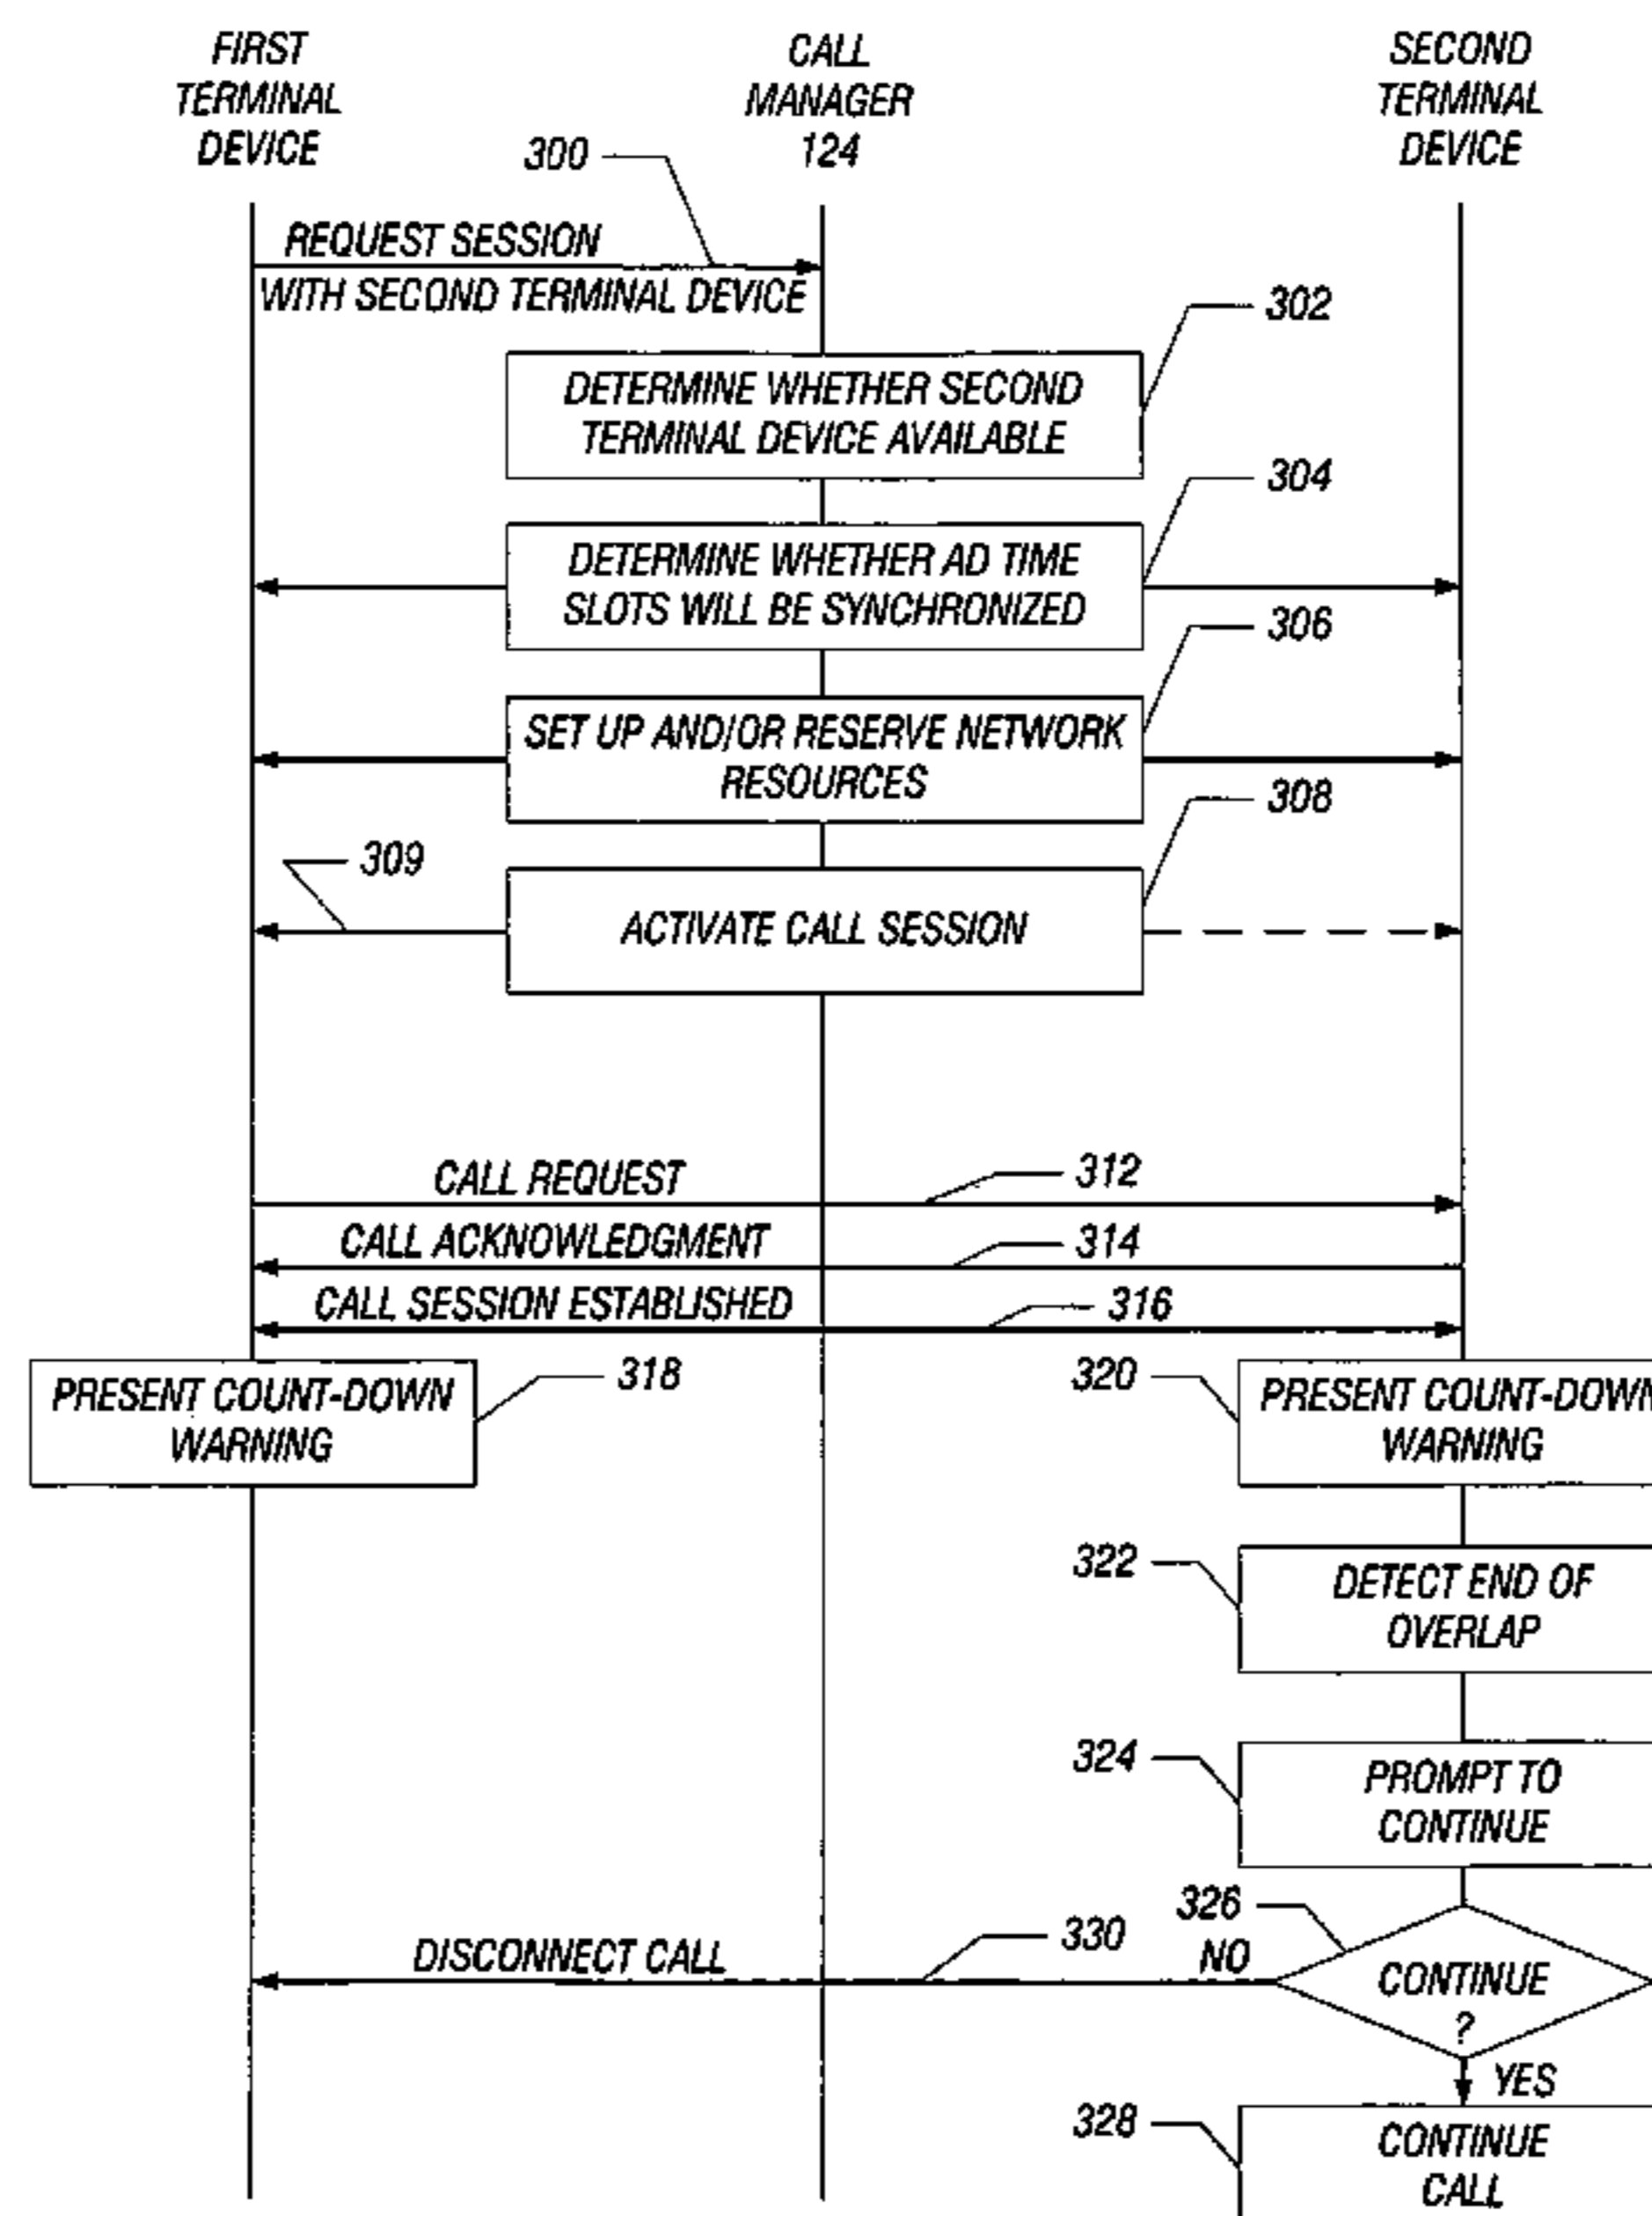 FIRST
TERMINAL
DEVICE
CALL
MANAGER
124
SECOND
TERMINAL
DEVICE
300
REQUEST SESSION
WITH SECOND TERMINAL DEVICE
302
DETERMINE WHETHER SECOND
TERMINAL DEVICE AVAILABLE
304
DETERMINE WHETHER AD TIME
SLOTS WILL BE SYNCHRONIZED
306
SET UP AND/OR RESERVE NETWORK
RESOURCES
308
309
ACTIVATE CALL SESSION
CALL REQUEST
312
CALL ACKNOWLEDGMENT
314
CALL SESSION ESTABLISHED
316
PRESENT COUNT-DOWN
WARNING
318
320
PRESENT COUNT-DOWN
WARNING
322
DETECT END OF
OVERLAP
324
PROMPT TO
CONTINUE
326
330
DISCONNECT CALL
NO
CONTINUE
?
YES
328
CONTINUE
CALL